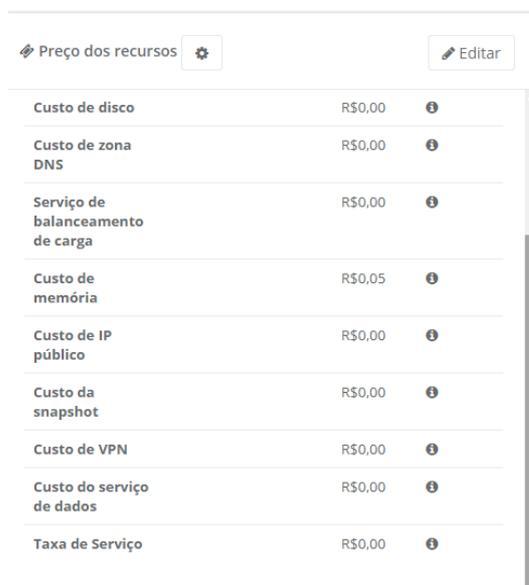 Preço dos recursos
Editar
Custo de disco R$0,00
Custo de zona R$0,00
DNS
Serviço de R$0,00
balanceamento
de carga
Custo de R$0,05
memória
Custo de IP R$0,00
público
Custo da R$0,00
snapshot
Custo de VPN R$0,00
Custo do serviço R$0,00
de dados
Taxa de Serviço R$0,00